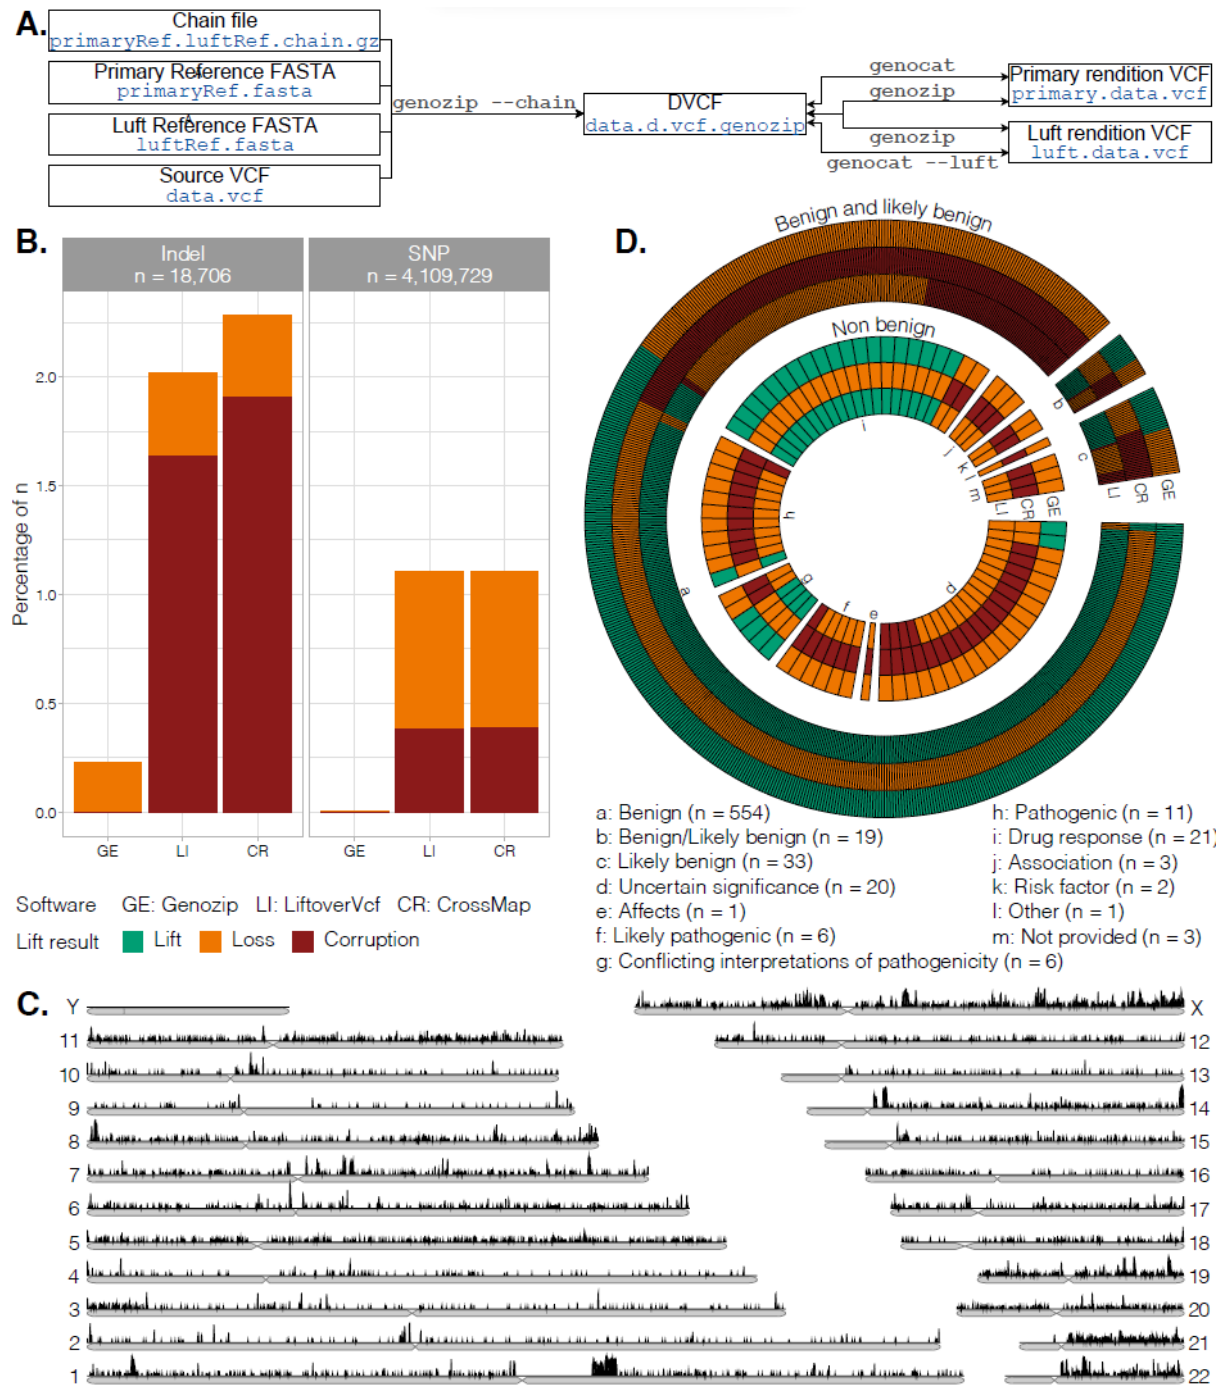 A.
Chain file
primaryRef.luftRef.chain.gz
Primary Reference FASTA
primaryRef.fasta
Luft Reference FASTA
luftRef.fasta
Source VCF
data.vcf
genozip --chain
DVCF
data.d.vcf.genozip
genocat
genozip
genozip
genocat --luft
Primary rendition VCF
primary.data.vcf
Luft rendition VCF
luft.data.vcf
B.
Indel
n = 18,706
SNP
n = 4,109,729
Percentage of n
2.0
1.5
1.0
0.5
0.0
GE
LI
CR
GE
LI
CR
Software GE: Genozip LI: LiftoverVcf CR: CrossMap
Lift result Lift Loss Corruption
D.
Benign and likely benign
Non benign
a
b
c
d
e
f
g
h
i
j
k
l
m
LI
CR
GE
LI
CR
GE
a: Benign (n = 554)
b: Benign/Likely benign (n = 19)
c: Likely benign (n = 33)
d: Uncertain significance (n = 20)
e: Affects (n = 1)
f: Likely pathogenic (n = 6)
g: Conflicting interpretations of pathogenicity (n = 6)
h: Pathogenic (n = 11)
i: Drug response (n = 21)
j: Association (n = 3)
k: Risk factor (n = 2)
l: Other (n = 1)
m: Not provided (n = 3)
C.
Y
X
11
12
10
13
9
14
8
15
7
16
6
17
5
18
4
19
3
20
2
21
1
22